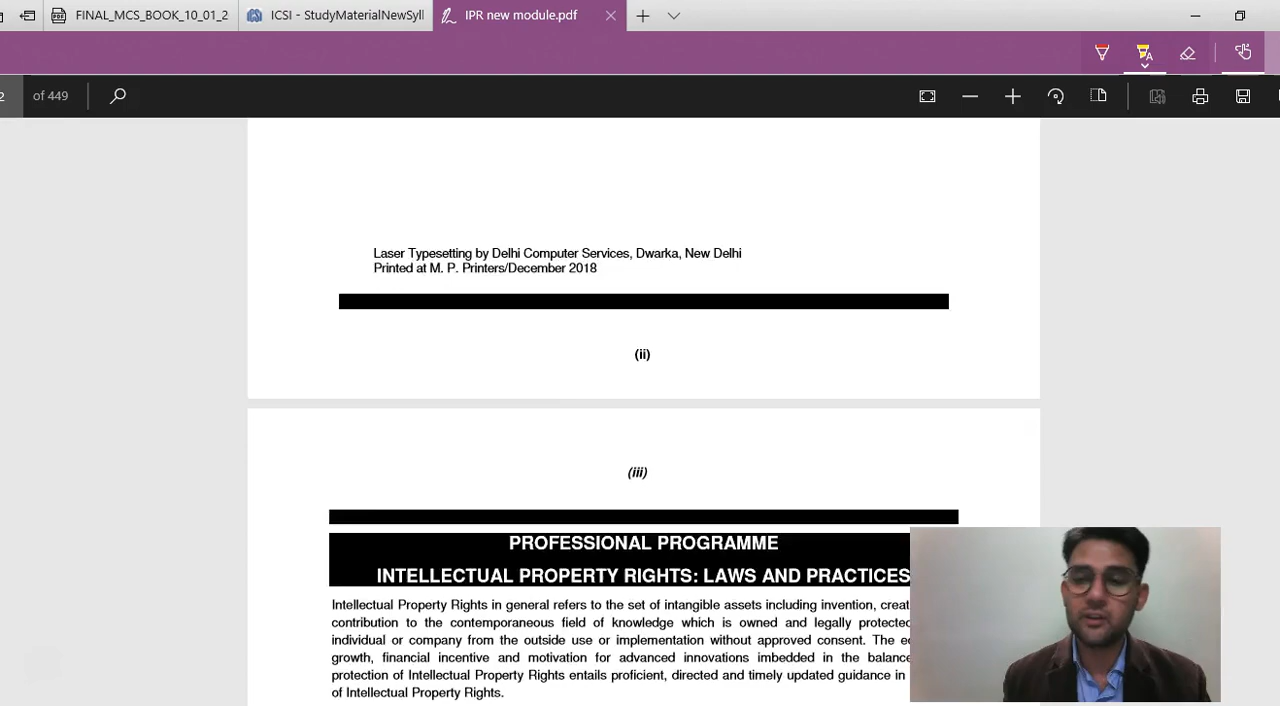 FINAL_MCS_BOOK_10_01_2
ICSI - StudyMaterialNewSyll
IPR new module.pdf
2 of 449
Laser Typesetting by Delhi Computer Services, Dwarka, New Delhi
Printed at M. P. Printers/December 2018
(ii)
(iii)
PROFESSIONAL PROGRAMME
INTELLECTUAL PROPERTY RIGHTS: LAWS AND PRACTICES
Intellectual Property Rights in general refers to the set of intangible assets including invention, creat
contribution to the contemporaneous field of knowledge which is owned and legally protected
individual or company from the outside use or implementation without approved consent. The ec
growth, financial incentive and motivation for advanced innovations imbedded in the balance
protection of Intellectual Property Rights entails proficient, directed and timely updated guidance in
of Intellectual Property Rights.